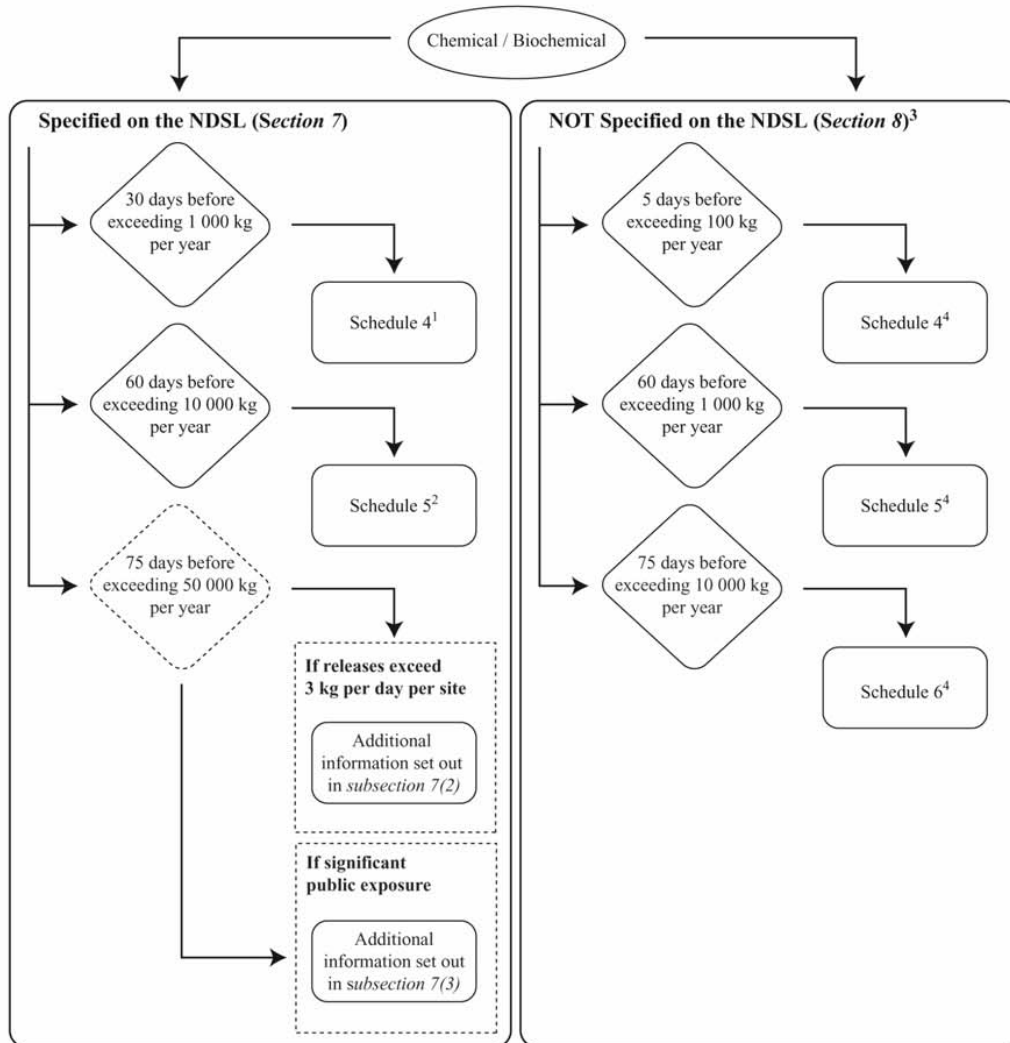 Chemical / Biochemical
Specified on the NDSL (Section 7)
30 days before
exceeding 1 000 kg
per year
Schedule 4¹
60 days before
exceeding 10 000 kg
per year
Schedule 5²
75 days before
exceeding 50 000 kg
per year
If releases exceed
3 kg per day per site
Additional
information set out
in subsection 7(2)
If significant
public exposure
Additional
information set out
in subsection 7(3)
NOT Specified on the NDSL (Section 8)³
5 days before
exceeding 100 kg
per year
Schedule 4⁴
60 days before
exceeding 1 000 kg
per year
Schedule 5⁴
75 days before
exceeding 10 000 kg
per year
Schedule 6⁴